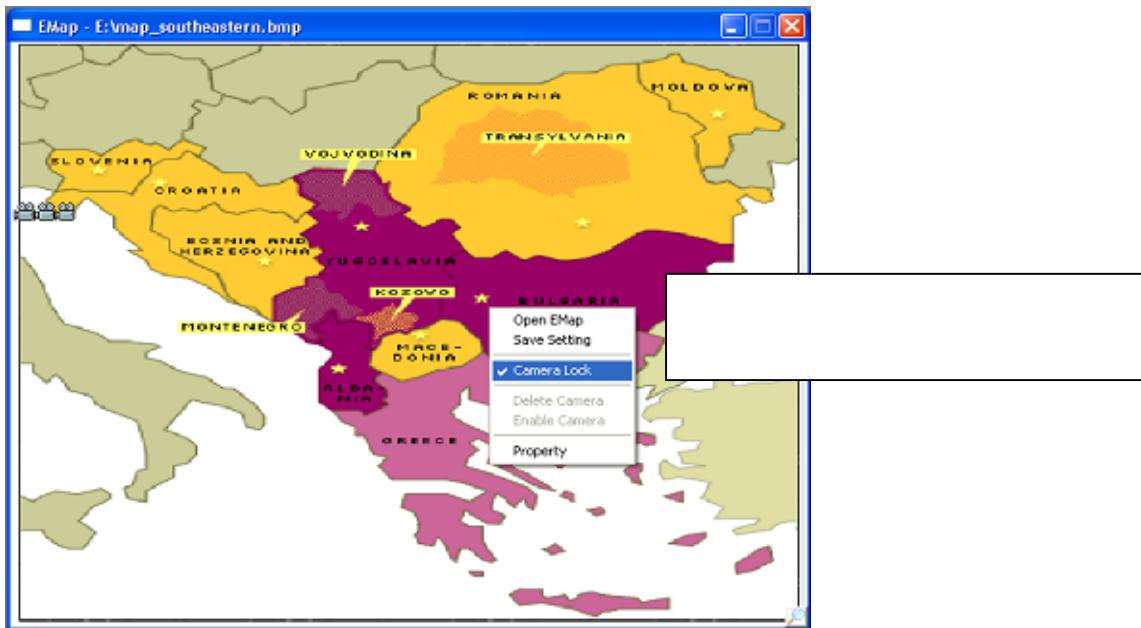 EMap - E:\map_southeastern.bmp
MOLDOVA
ROMANIA
TRANSYLVANIA
VOJVODINA
SLOVENIA
CROATIA
BOZNIA AND
HERZEGOVINA
YUGOSLAVIA
KOZOVO
BULGARIA
MONTENEGRO
MACE-
DONIA
ALBA-
NIA
GREECE
Open EMap
Save Setting
Camera Lock
Delete Camera
Enable Camera
Property